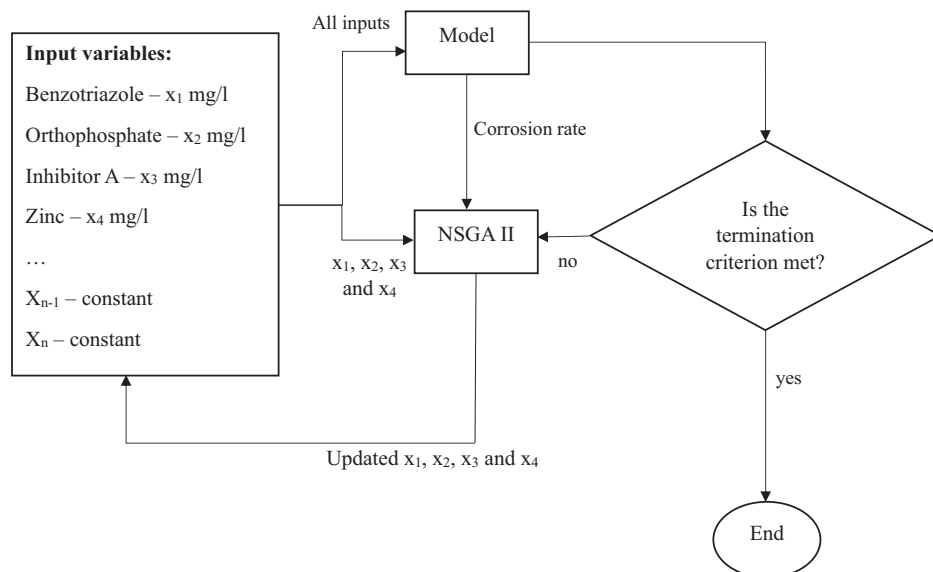 All inputs
Model
Input variables:
Benzotriazole – x₁ mg/l
Orthophosphate – x₂ mg/l
Inhibitor A – x₃ mg/l
Zinc – x₄ mg/l
…
Xₙ₋₁ – constant
Xₙ – constant
Corrosion rate
NSGA II
x₁, x₂, x₃
and x₄
Is the
termination
criterion met?
no
yes
Updated x₁, x₂, x₃ and x₄
End